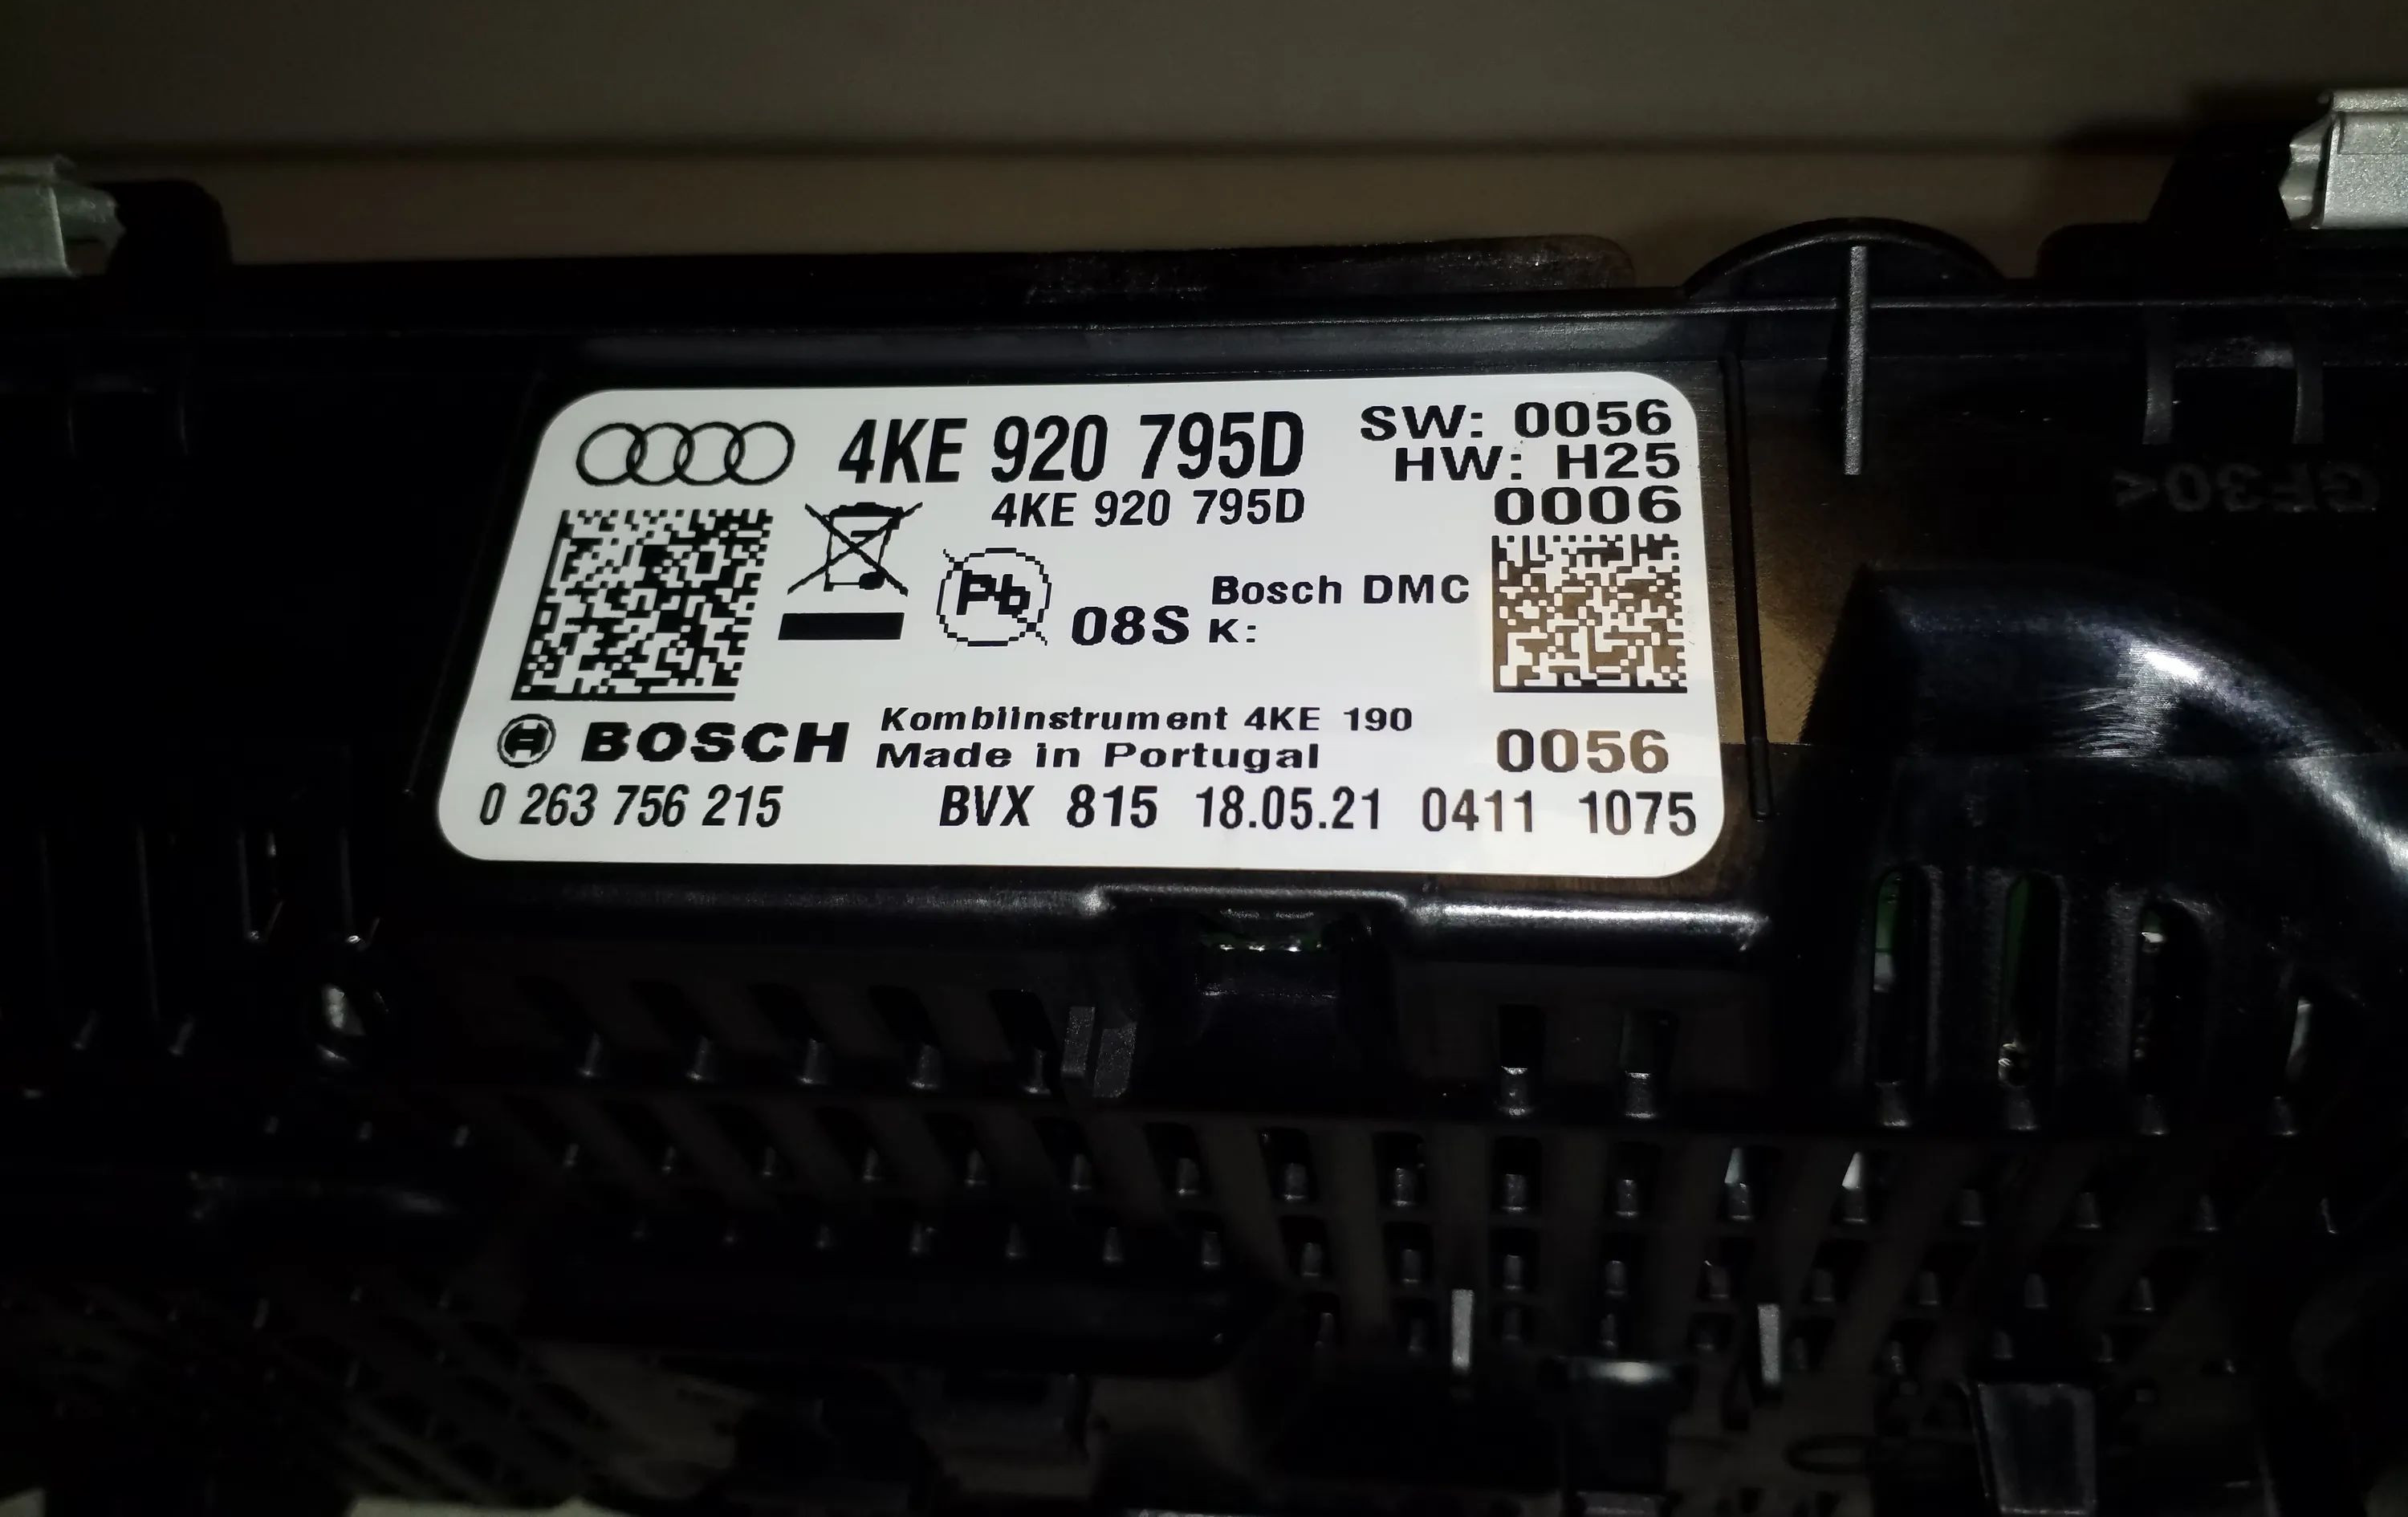 4KE 920 795D
SW: 0056
HW: H25
4KE 920 795D
0006
Pb
08S
Bosch DMC
K:
BOSCH
Kombiinstrument 4KE 190
Made in Portugal
0056
0 263 756 215
BVX 815 18.05.21 0411 1075
GF30<